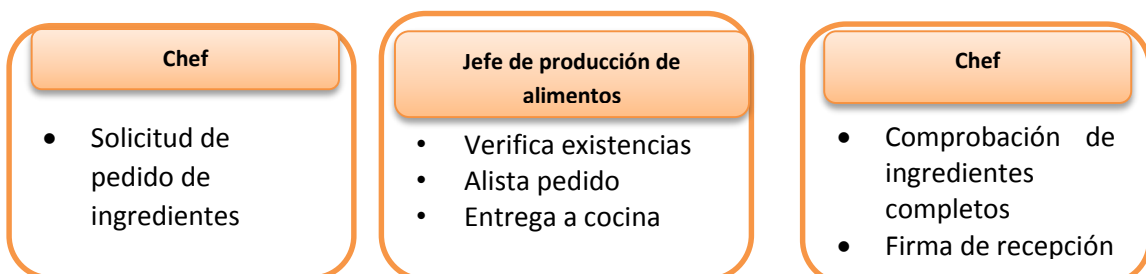 Chef
• Solicitud de
pedido de
ingredientes
Jefe de producción de
alimentos
• Verifica existencias
• Alista pedido
• Entrega a cocina
Chef
• Comprobación de
ingredientes
completos
• Firma de recepción